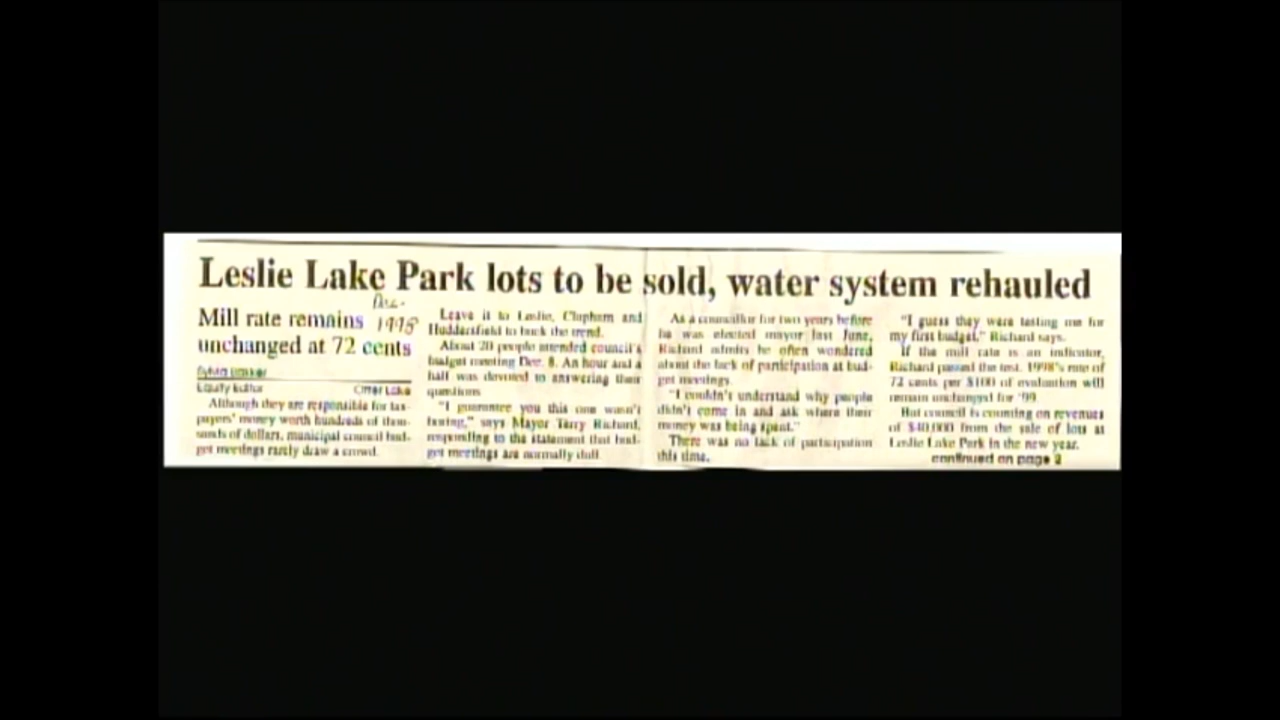 Leslie Lake Park lots to be sold, water system rehauled
Dec.
1998
Mill rate remains
unchanged at 72 cents
Equity Editor
Otter Lake
Although they are responsible for tax-
payers' money worth hundreds of thou-
sands of dollars, municipal council bud-
get meetings rarely draw a crowd.
Leave it to Leslie, Clapham and
Huddersfield to buck the trend.
About 20 people attended council's
budget meeting Dec. 8. An hour and a
half was devoted to answering their
questions.
"I guarantee you this one wasn't
boring," says Mayor Terry Richard,
responding to the statement that bud-
get meetings are normally dull.
As a councillor for two years before
he was elected mayor last June,
Richard admits he often wondered
about the lack of participation at bud-
get meetings.
"I couldn't understand why people
didn't come in and ask where their
money was being spent."
There was no lack of participation
this time.
"I guess they were testing me for
my first budget," Richard says.
If the mill rate is an indicator,
Richard passed the test. 1998's rate of
72 cents per $100 of evaluation will
remain unchanged for '99.
But council is counting on revenues
of $40,000 from the sale of lots at
Leslie Lake Park in the new year.
continued on page 2